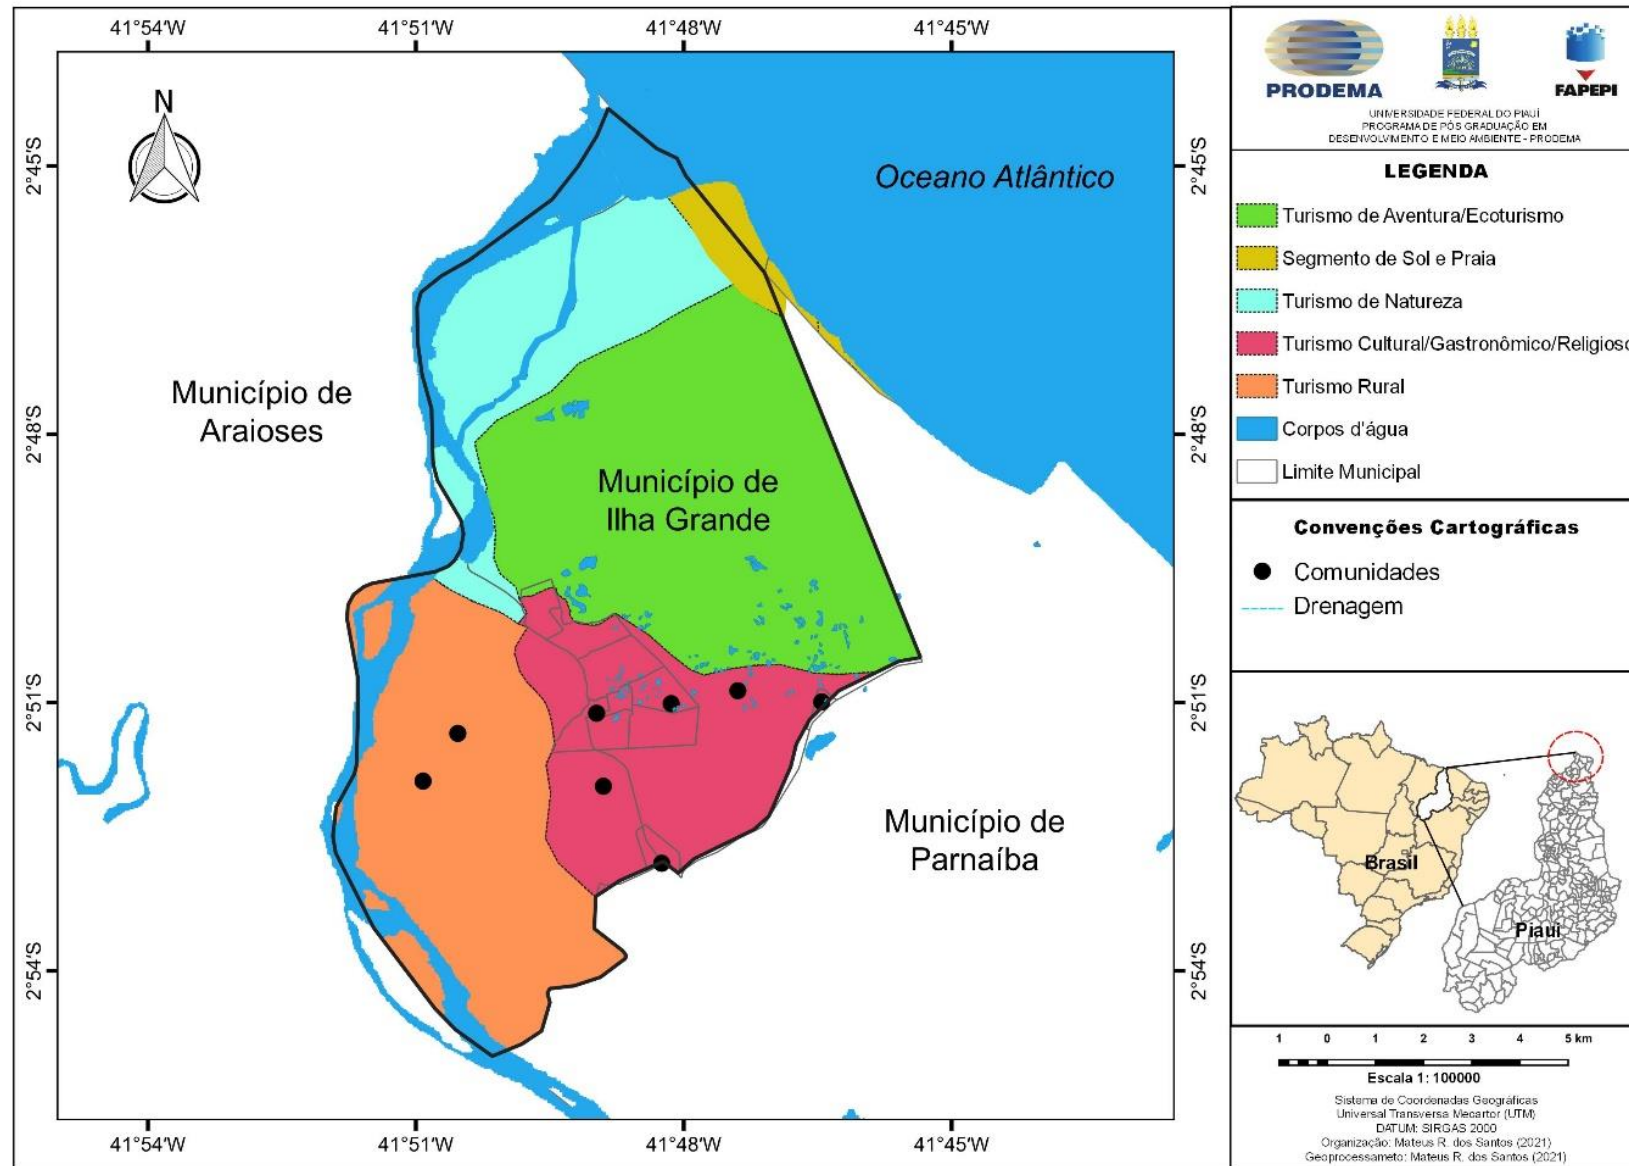 41°54'W 41°51'W 41°48'W 41°45'W
N
2°45'S
2°45'S
Oceano Atlântico
Município de
Araioses
2°48'S
2°48'S
Município de
Ilha Grande
2°51'S
2°51'S
Município de
Parnaíba
2°54'S
2°54'S
41°54'W 41°51'W 41°48'W 41°45'W
PRODEMA
FAPEPI
UNIVERSIDADE FEDERAL DO PIAUÍ
PROGRAMA DE PÓS GRADUAÇÃO EM
DESENVOLVIMENTO E MEIO AMBIENTE - PRODEMA
LEGENDA
Turismo de Aventura/Ecoturismo
Segmento de Sol e Praia
Turismo de Natureza
Turismo Cultural/Gastronômico/Religioso
Turismo Rural
Corpos d'água
Limite Municipal
Convenções Cartográficas
Comunidades
Drenagem
Brasil
Piauí
1 0 1 2 3 4 5 km
Escala 1: 100000
Sistema de Coordenadas Geográficas
Universal Transversa Mecartor (UTM)
DATUM: SIRGAS 2000
Organização: Mateus R. dos Santos (2021)
Geoprocessameto: Mateus R. dos Santos (2021)